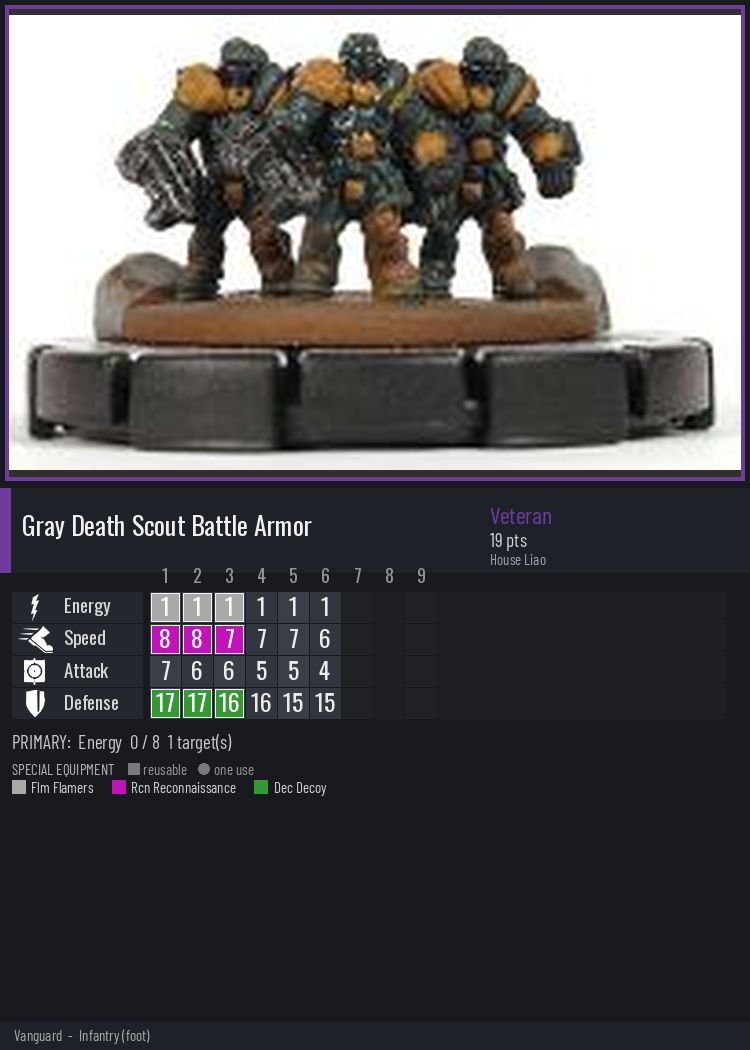 Gray Death Scout Battle Armor
Veteran
19 pts
House Liao
1 2 3 4 5 6 7 8 9
Energy 1 1 1 1 1 1
Speed 8 8 7 7 7 6
Attack 7 6 6 5 5 4
Defense 17 17 16 16 15 15
PRIMARY: Energy 0 / 8 1 target(s)
SPECIAL EQUIPMENT reusable one use
Flm Flamers Rcn Reconnaissance Dec Decoy
Vanguard - Infantry (foot)